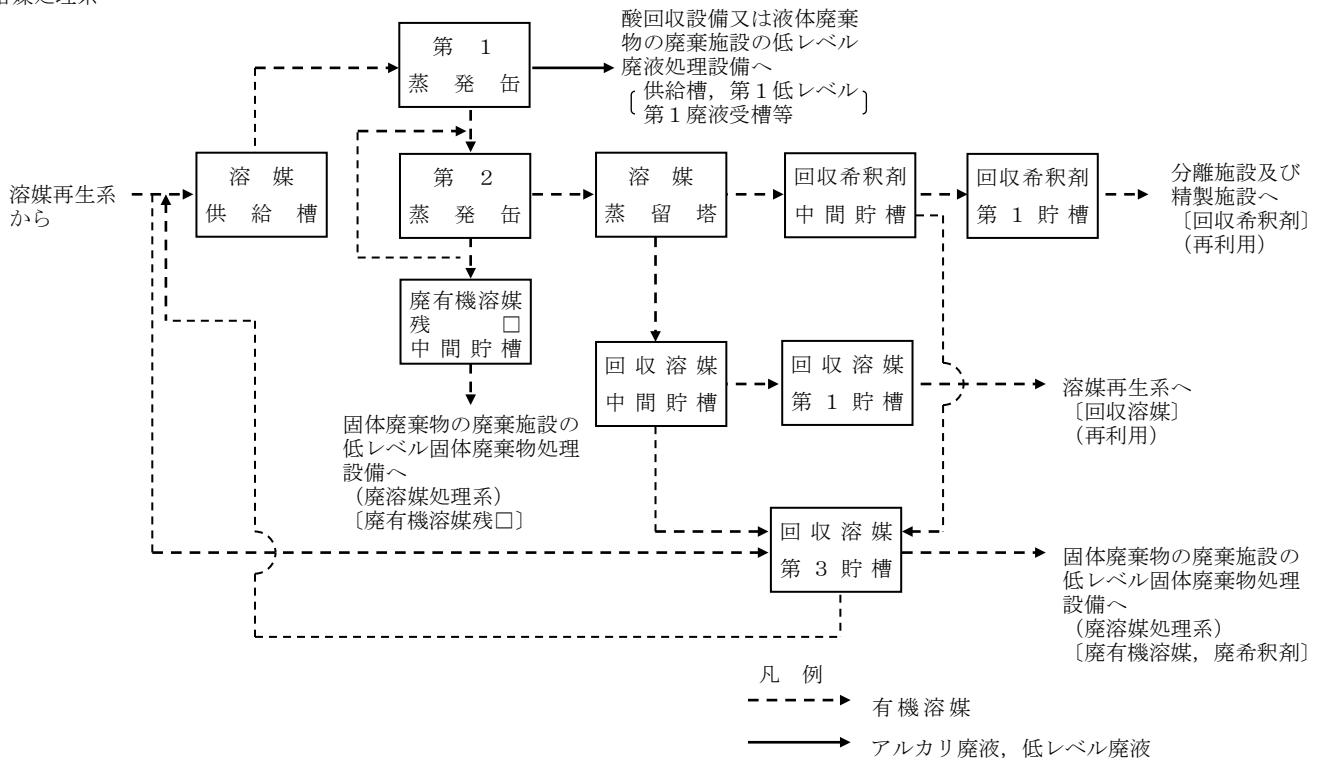 第　１
蒸　発　缶
酸回収設備又は液体廃棄
物の廃棄施設の低レベル
廃液処理設備へ
〔供給槽，第１低レベル
第１廃液受槽等〕
溶媒再生系
から
溶　媒
供　給　槽
第　２
蒸　発　缶
溶　媒
蒸　留　塔
回収希釈剤
中間貯槽
回収希釈剤
第１貯槽
分離施設及び
精製施設へ
〔回収希釈剤〕
（再利用）
廃有機溶媒
残　　　□
中間貯槽
回収溶媒
中間貯槽
回収溶媒
第１貯槽
溶媒再生系へ
〔回収溶媒〕
（再利用）
固体廃棄物の廃棄施設の
低レベル固体廃棄物処理
設備へ
（廃溶媒処理系）
〔廃有機溶媒残□〕
回収溶媒
第３貯槽
固体廃棄物の廃棄施設の
低レベル固体廃棄物処理
設備へ
（廃溶媒処理系）
〔廃有機溶媒，廃希釈剤〕
凡　例
有機溶媒
アルカリ廃液，低レベル廃液